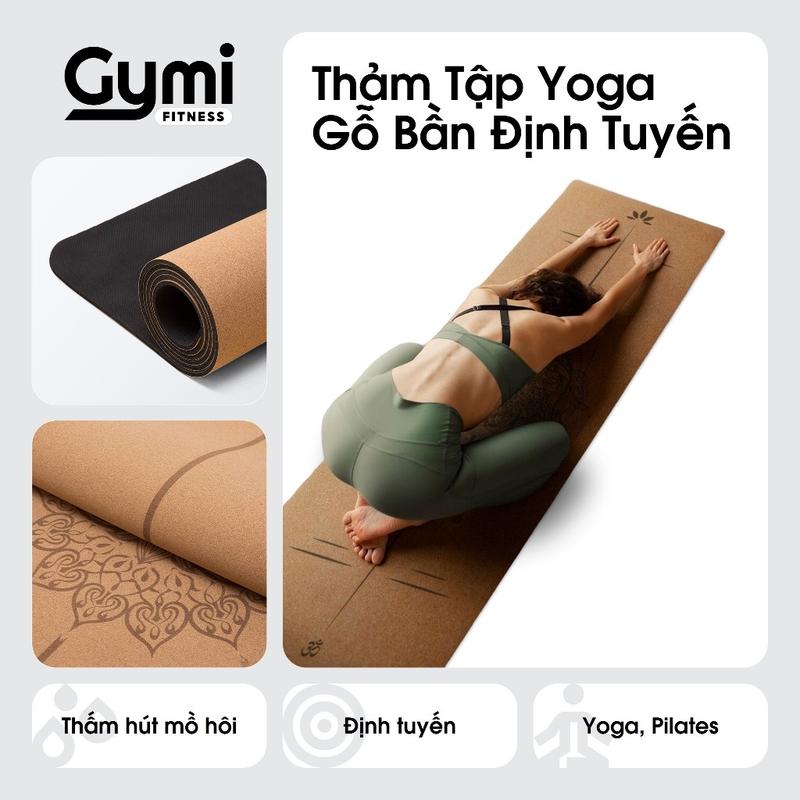 Gymi
FITNESS
Thảm Tập Yoga
Gỗ Bần Định Tuyến
Thấm hút mồ hôi
Định tuyến
Yoga, Pilates